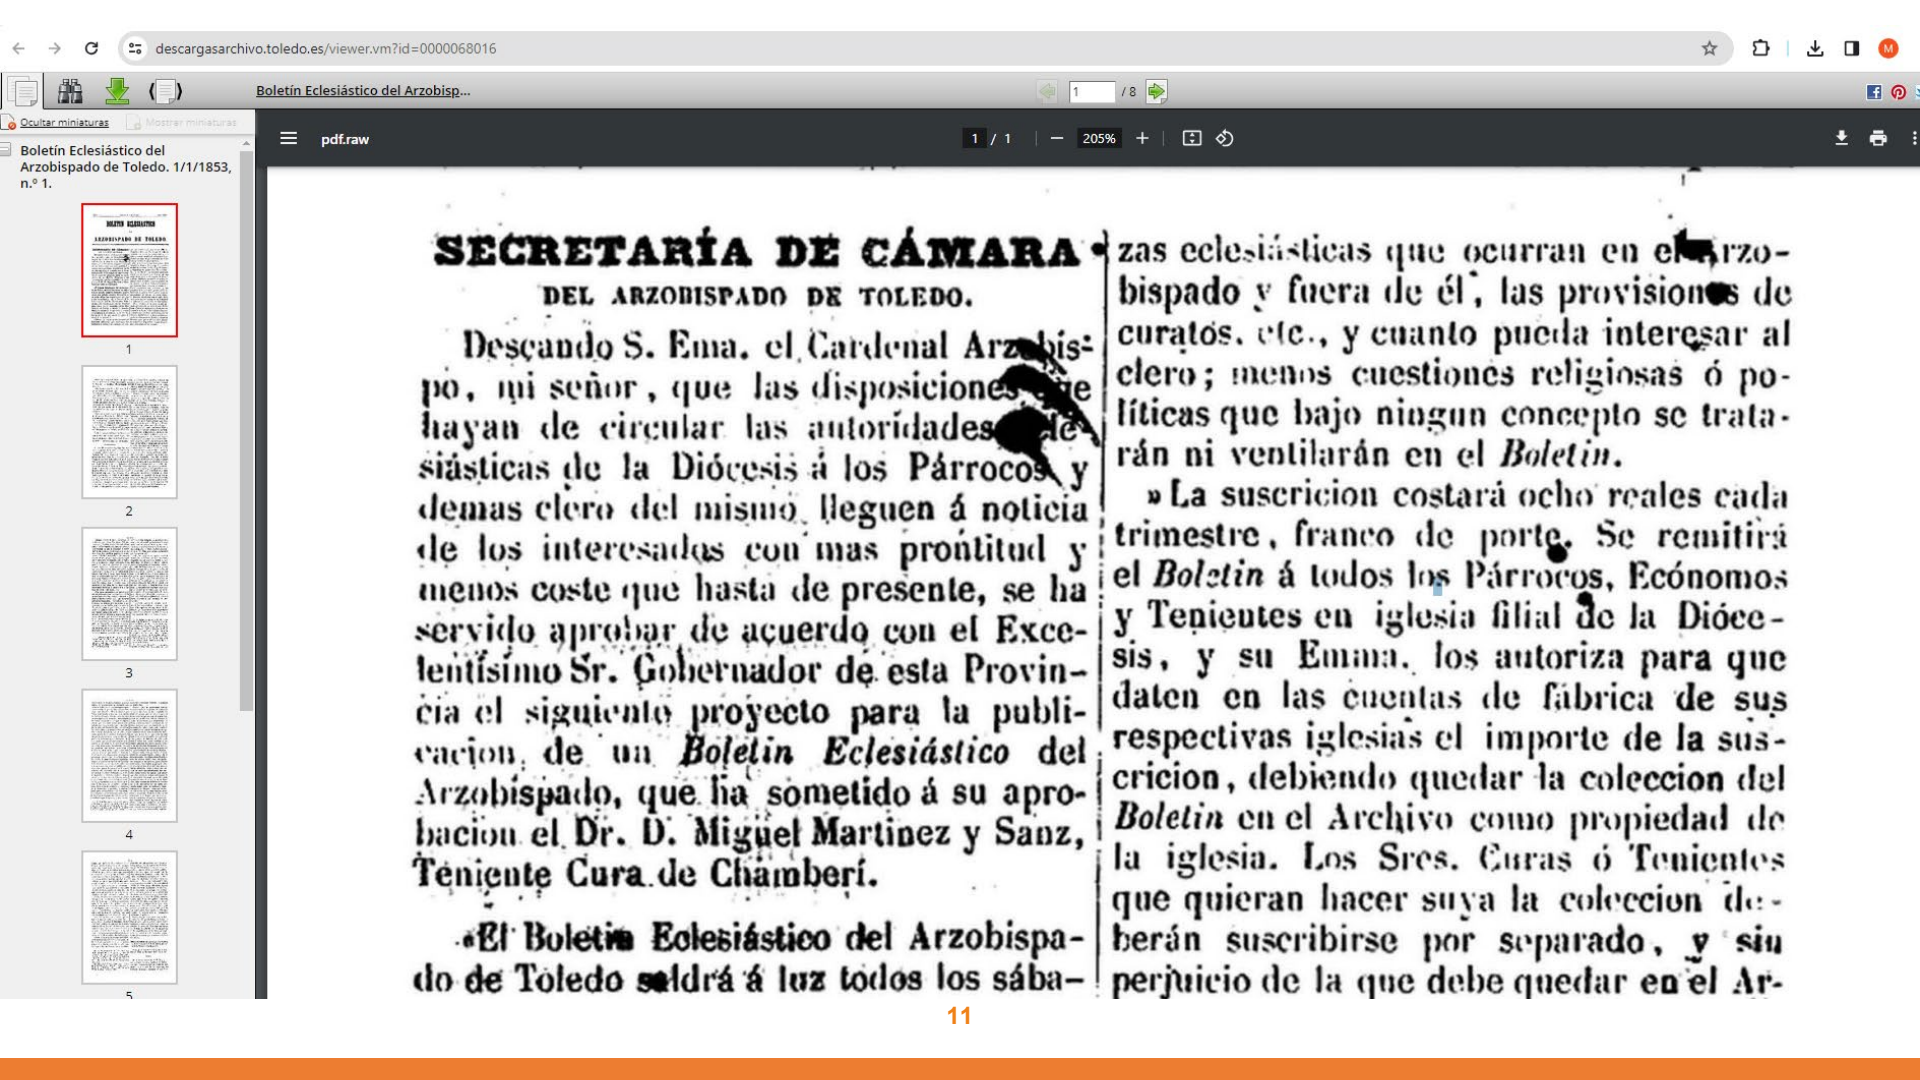 descargasarchivo.toledo.es/viewer.vm?id=0000068016
M
Boletín Eclesiástico del Arzobisp...
1 / 8
Ocultar miniaturas
Mostrar miniaturas
Boletín Eclesiástico del
Arzobispado de Toledo. 1/1/1853,
n.º 1.
1
2
3
4
5
pdf.raw
1 / 1
205%
SECRETARÍA DE CÁMARA
DEL ARZOBISPADO DE TOLEDO.
Deseando S. Ema. el Cardenal Arzobis-
po, mi señor, que las disposiciones que
hayan de circular las autoridades
siásticas de la Diócesis á los Párrocos y
demas clero del mismo, lleguen á noticia
de los interesados con mas prontitud y
menos coste que hasta de presente, se ha
servido aprobar de acuerdo con el Exce-
lentísimo Sr. Gobernador de esta Provin-
cia el siguiente proyecto para la publi-
cacion de un Boletin Eclesiástico del
Arzobispado, que ha sometido á su apro-
bacion el Dr. D. Miguel Martinez y Sanz,
Teniente Cura de Chamberí.
«El Boletin Eclesiástico del Arzobispa-
do de Toledo saldrá á luz todos los sába-
zas eclesiásticas que ocurran en el Arzo-
bispado y fuera de él, las provisiones de
curatos, etc., y cuanto pueda interesar al
clero; menos cuestiones religiosas ó po-
líticas que bajo ningun concepto se trata-
rán ni ventilarán en el Boletin.
»La suscricion costará ocho reales cada
trimestre, franco de porte. Se remitirá
el Boletin á todos los Párrocos, Ecónomos
y Tenientes en iglesia filial de la Dióce-
sis, y su Emma. los autoriza para que
daten en las cuentas de fábrica de sus
respectivas iglesias el importe de la sus-
cricion, debiendo quedar la coleccion del
Boletin en el Archivo como propiedad de
la iglesia. Los Sres. Curas ó Tenientes
que quieran hacer suya la coleccion de-
berán suscribirse por separado, y sin
perjuicio de la que debe quedar en el Ar-
11